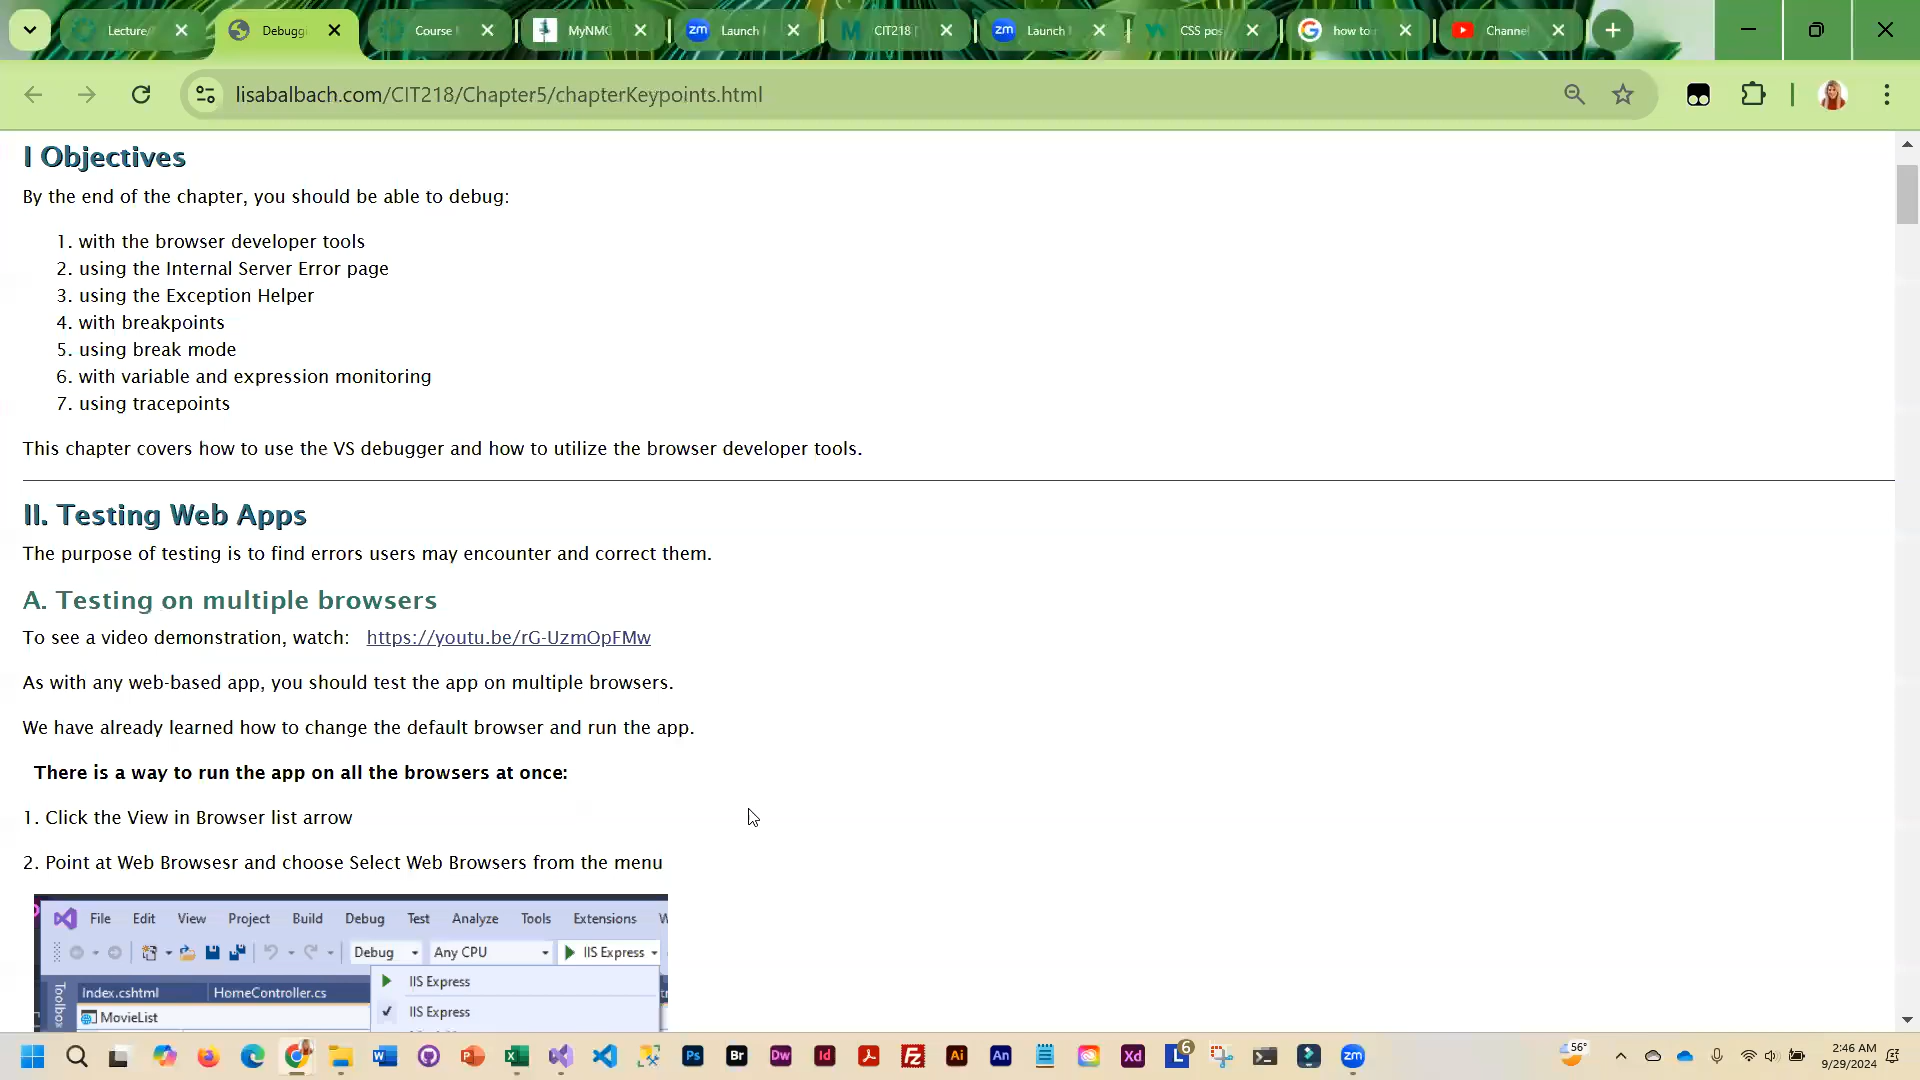 Lecture/
Debuggi
Course
MyNMC
Launch
CIT218
Launch
CSS pos
how to
Channel
lisabalbach.com/CIT218/Chapter5/chapterKeypoints.html
I Objectives
By the end of the chapter, you should be able to debug:
1. with the browser developer tools
2. using the Internal Server Error page
3. using the Exception Helper
4. with breakpoints
5. using break mode
6. with variable and expression monitoring
7. using tracepoints
This chapter covers how to use the VS debugger and how to utilize the browser developer tools.
II. Testing Web Apps
The purpose of testing is to find errors users may encounter and correct them.
A. Testing on multiple browsers
To see a video demonstration, watch: https://youtu.be/rG-UzmOpFMw
As with any web-based app, you should test the app on multiple browsers.
We have already learned how to change the default browser and run the app.
There is a way to run the app on all the browsers at once:
1. Click the View in Browser list arrow
2. Point at Web Browsesr and choose Select Web Browsers from the menu
File Edit View Project Build Debug Test Analyze Tools Extensions W
Debug Any CPU IIS Express
Toolbox
Index.cshtml HomeController.cs
IIS Express
MovieList
IIS Express
56°
2:46 AM
9/29/2024